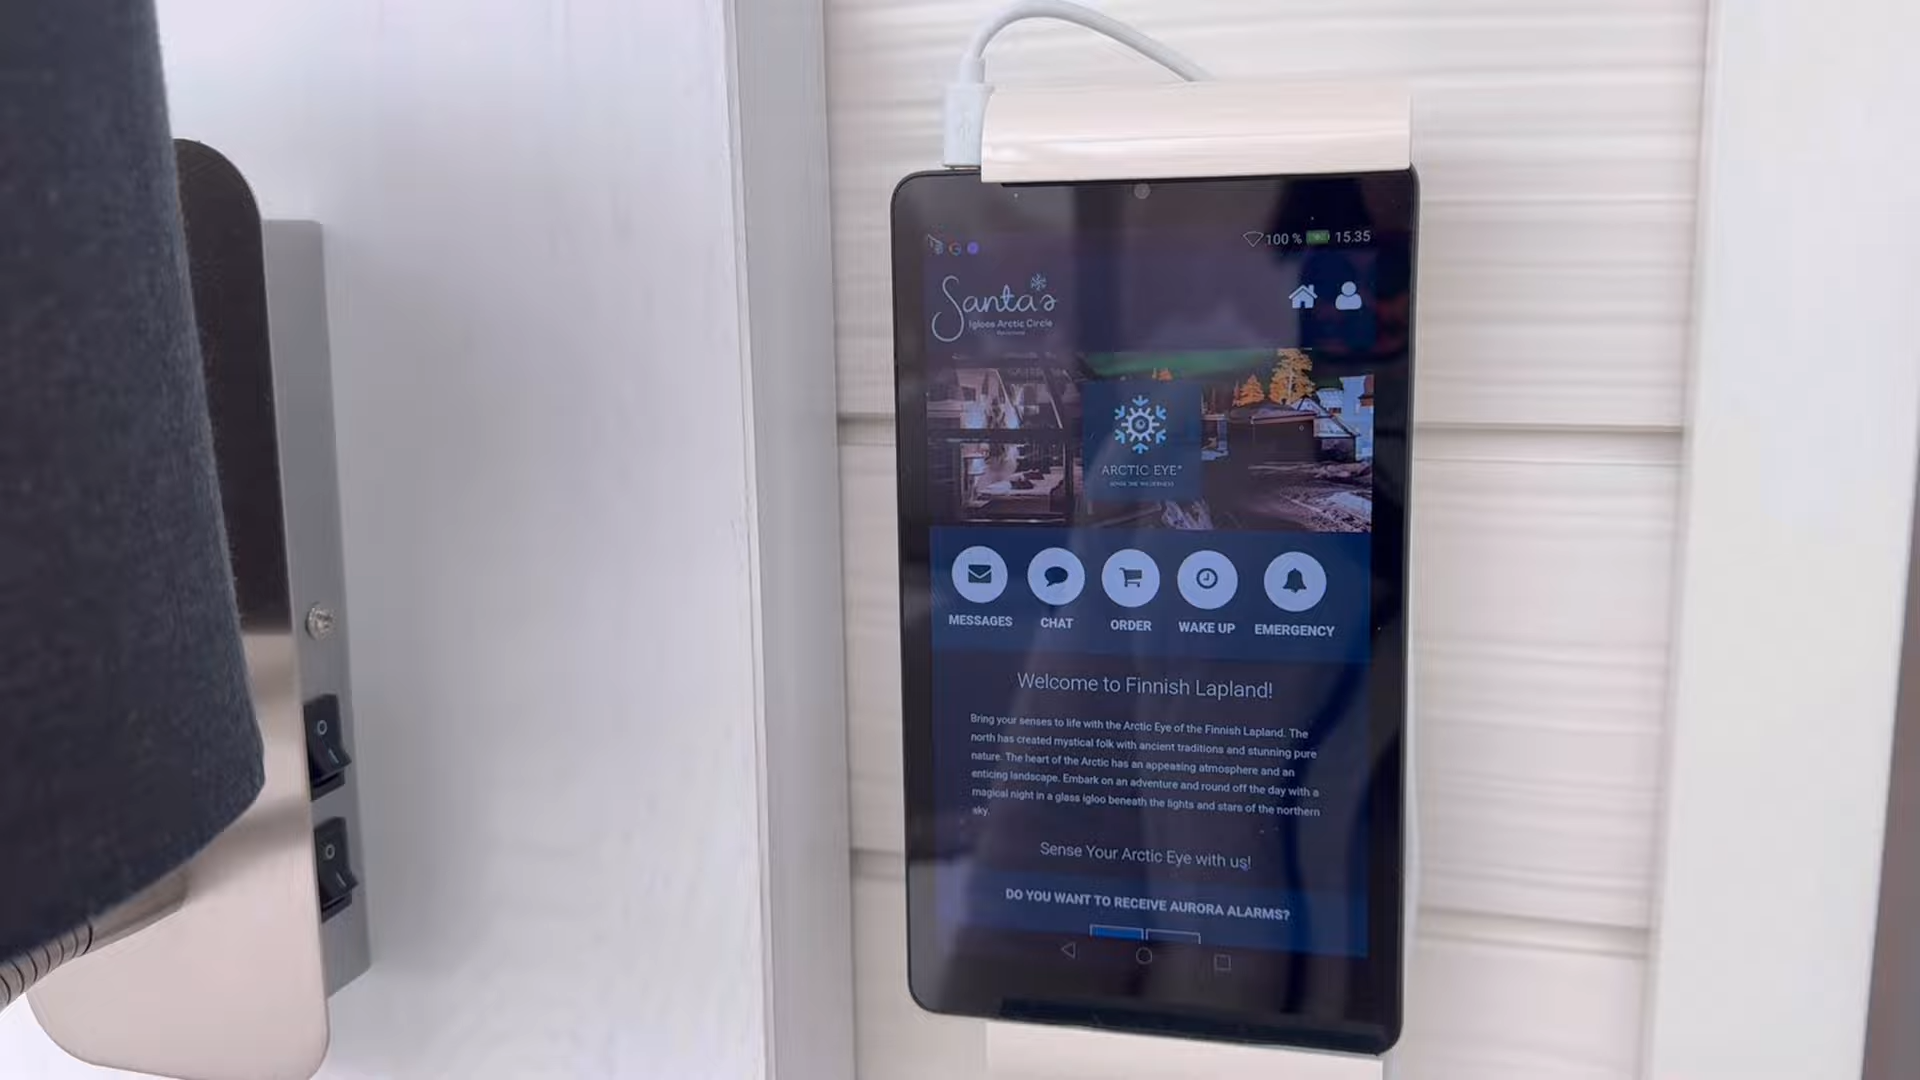 100 % 15.35
Santa's
Igloos Arctic Circle
ARCTIC EYE®
SENSE THE WILDERNESS
MESSAGES CHAT ORDER WAKE UP EMERGENCY
Welcome to Finnish Lapland!
Bring your senses to life with the Arctic Eye of the Finnish Lapland. The
north has created mystical folk with ancient traditions and stunning pure
nature. The heart of the Arctic has an appeasing atmosphere and an
enticing landscape. Embark on an adventure and round off the day with a
magical night in a glass igloo beneath the lights and stars of the northern
sky.
Sense Your Arctic Eye with us!
DO YOU WANT TO RECEIVE AURORA ALARMS?